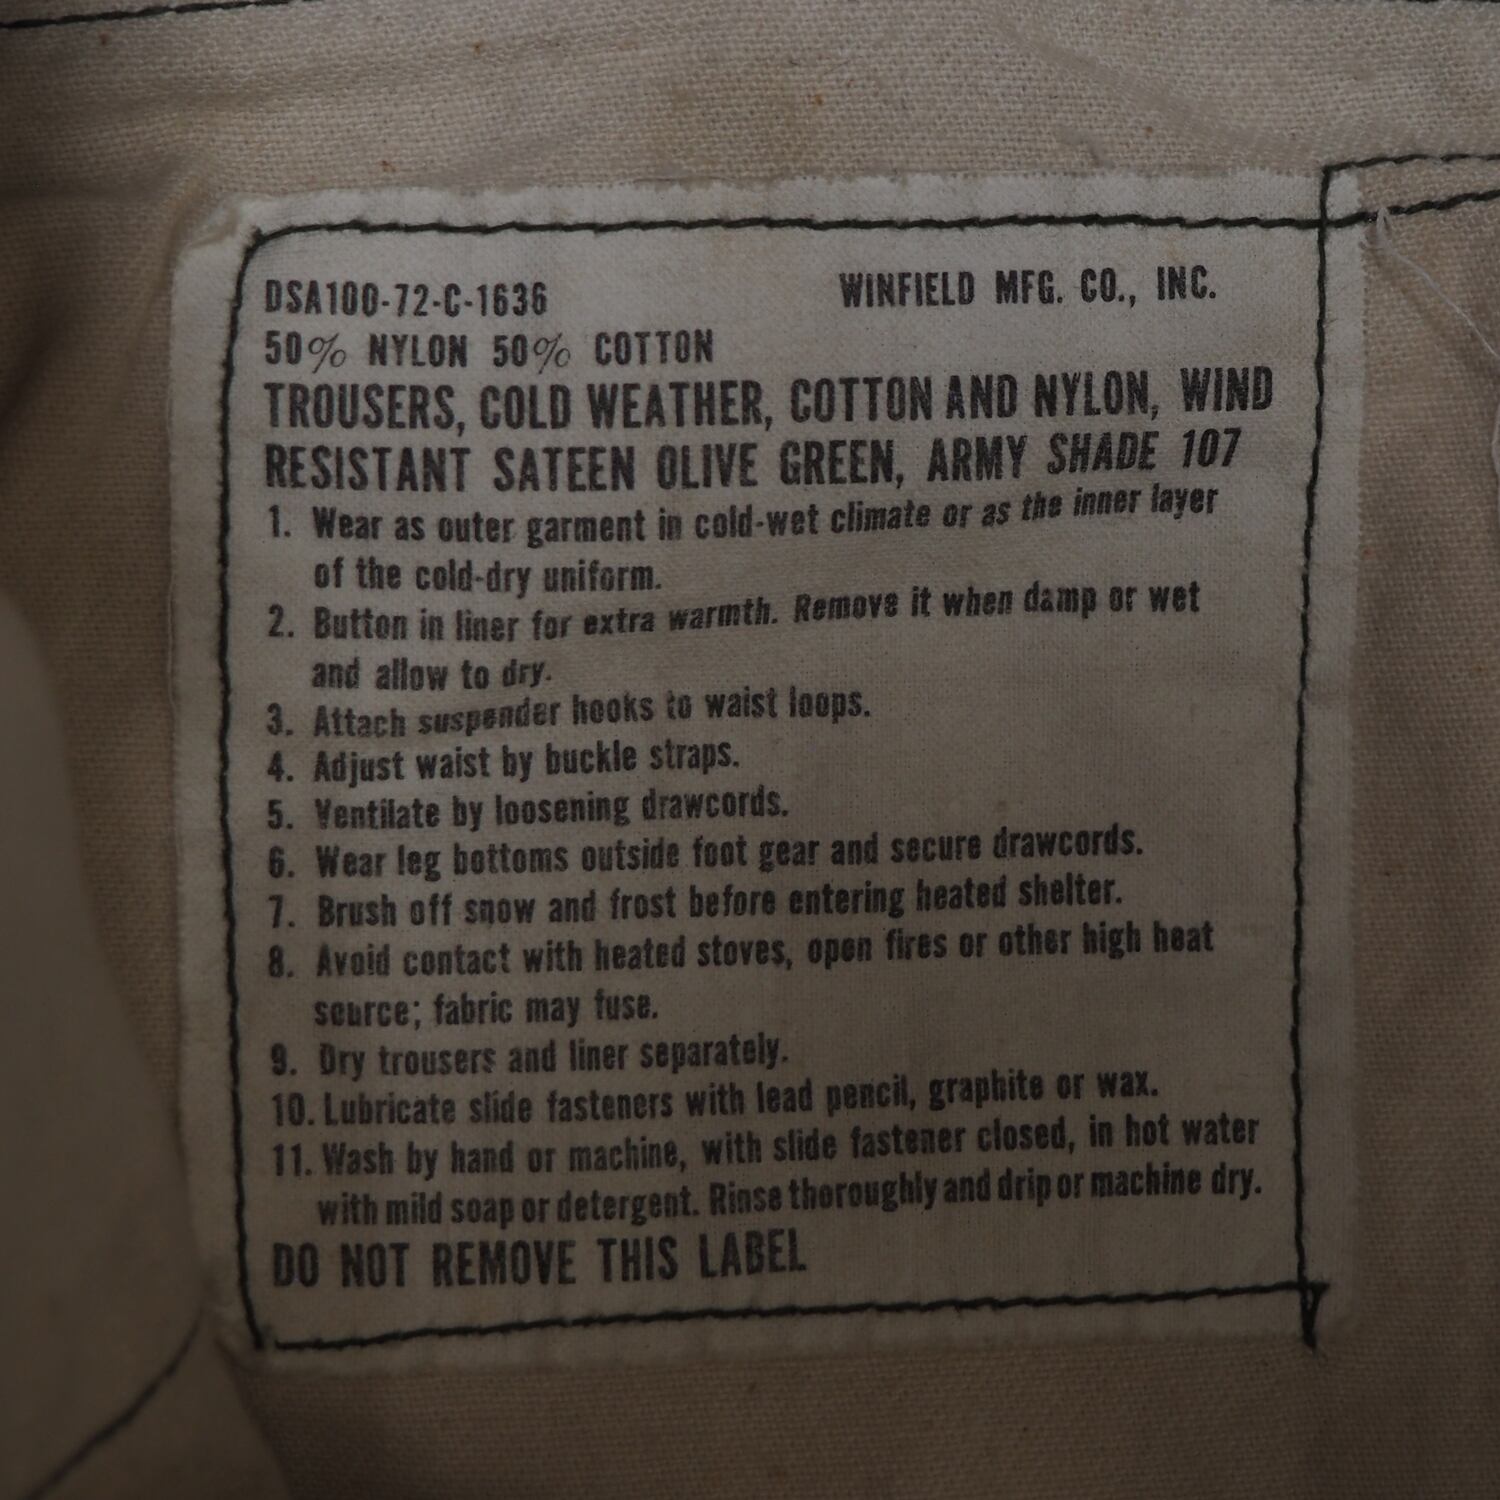 DSA100-72-C-1636 WINFIELD MFG. CO., INC.
50% NYLON 50% COTTON
TROUSERS, COLD WEATHER, COTTON AND NYLON, WIND
RESISTANT SATEEN OLIVE GREEN, ARMY SHADE 107
1. Wear as outer garment in cold-wet climate or as the inner layer
of the cold-dry uniform.
2. Button in liner for extra warmth. Remove it when damp or wet
and allow to dry.
3. Attach suspender hooks to waist loops.
4. Adjust waist by buckle straps.
5. Ventilate by loosening drawcords.
6. Wear leg bottoms outside foot gear and secure drawcords.
7. Brush off snow and frost before entering heated shelter.
8. Avoid contact with heated stoves, open fires or other high heat
source; fabric may fuse.
9. Dry trousers and liner separately.
10. Lubricate slide fasteners with lead pencil, graphite or wax.
11. Wash by hand or machine, with slide fastener closed, in hot water
with mild soap or detergent. Rinse thoroughly and drip or machine dry.
DO NOT REMOVE THIS LABEL